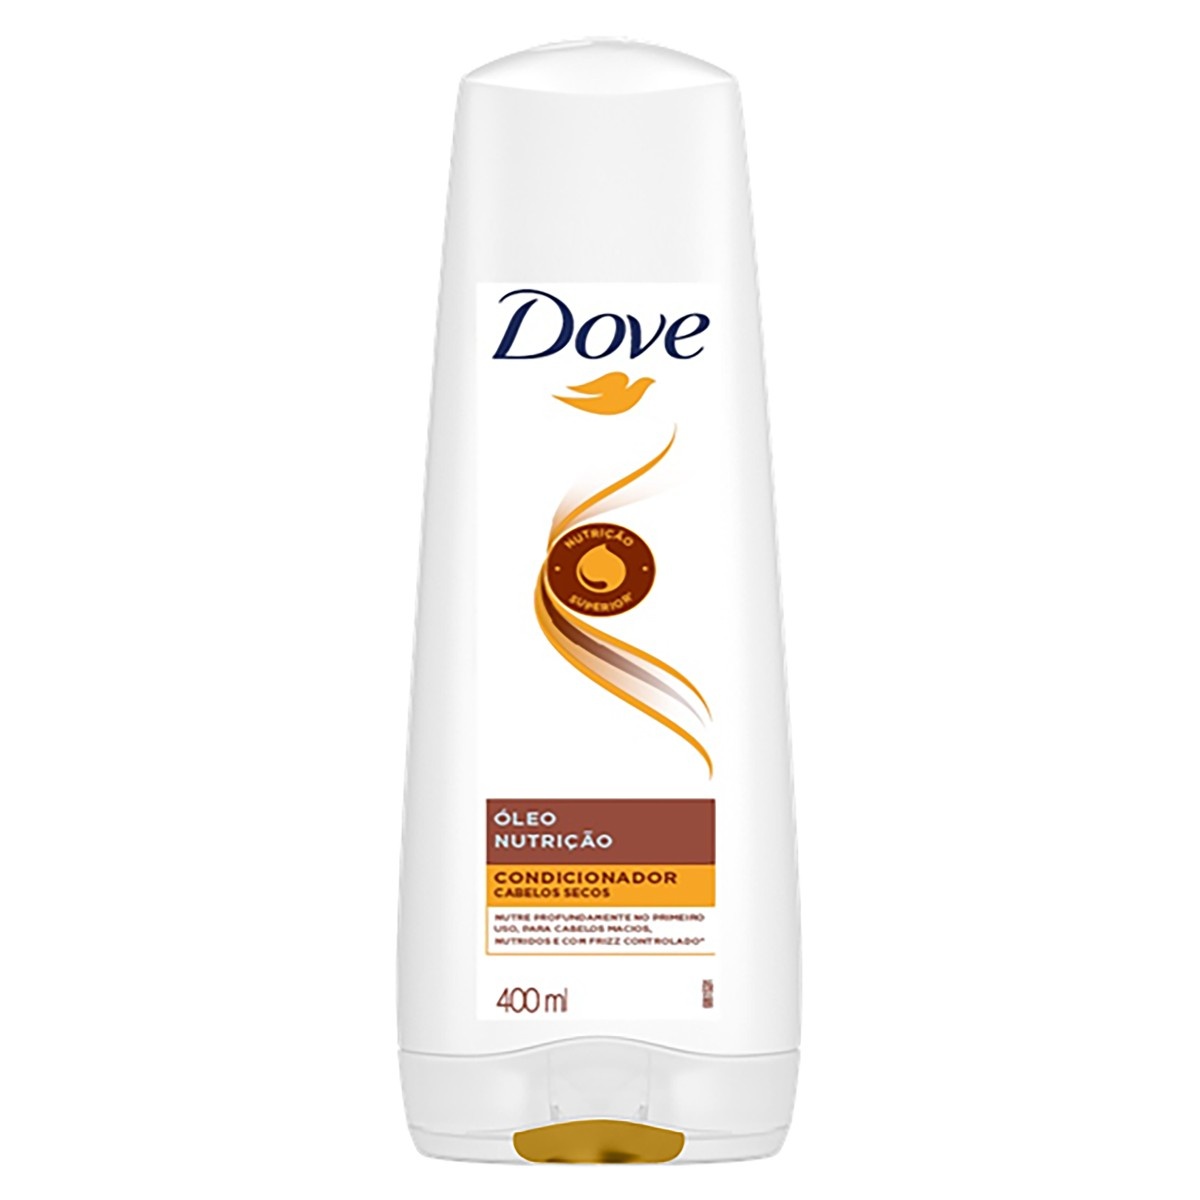 Dove
NUTRIÇÃO
SUPERIOR*
ÓLEO
NUTRIÇÃO
CONDICIONADOR
CABELOS SECOS
NUTRE PROFUNDAMENTE NO PRIMEIRO
USO, PARA CABELOS MACIOS,
NUTRIDOS E COM FRIZZ CONTROLADO*
400 ml